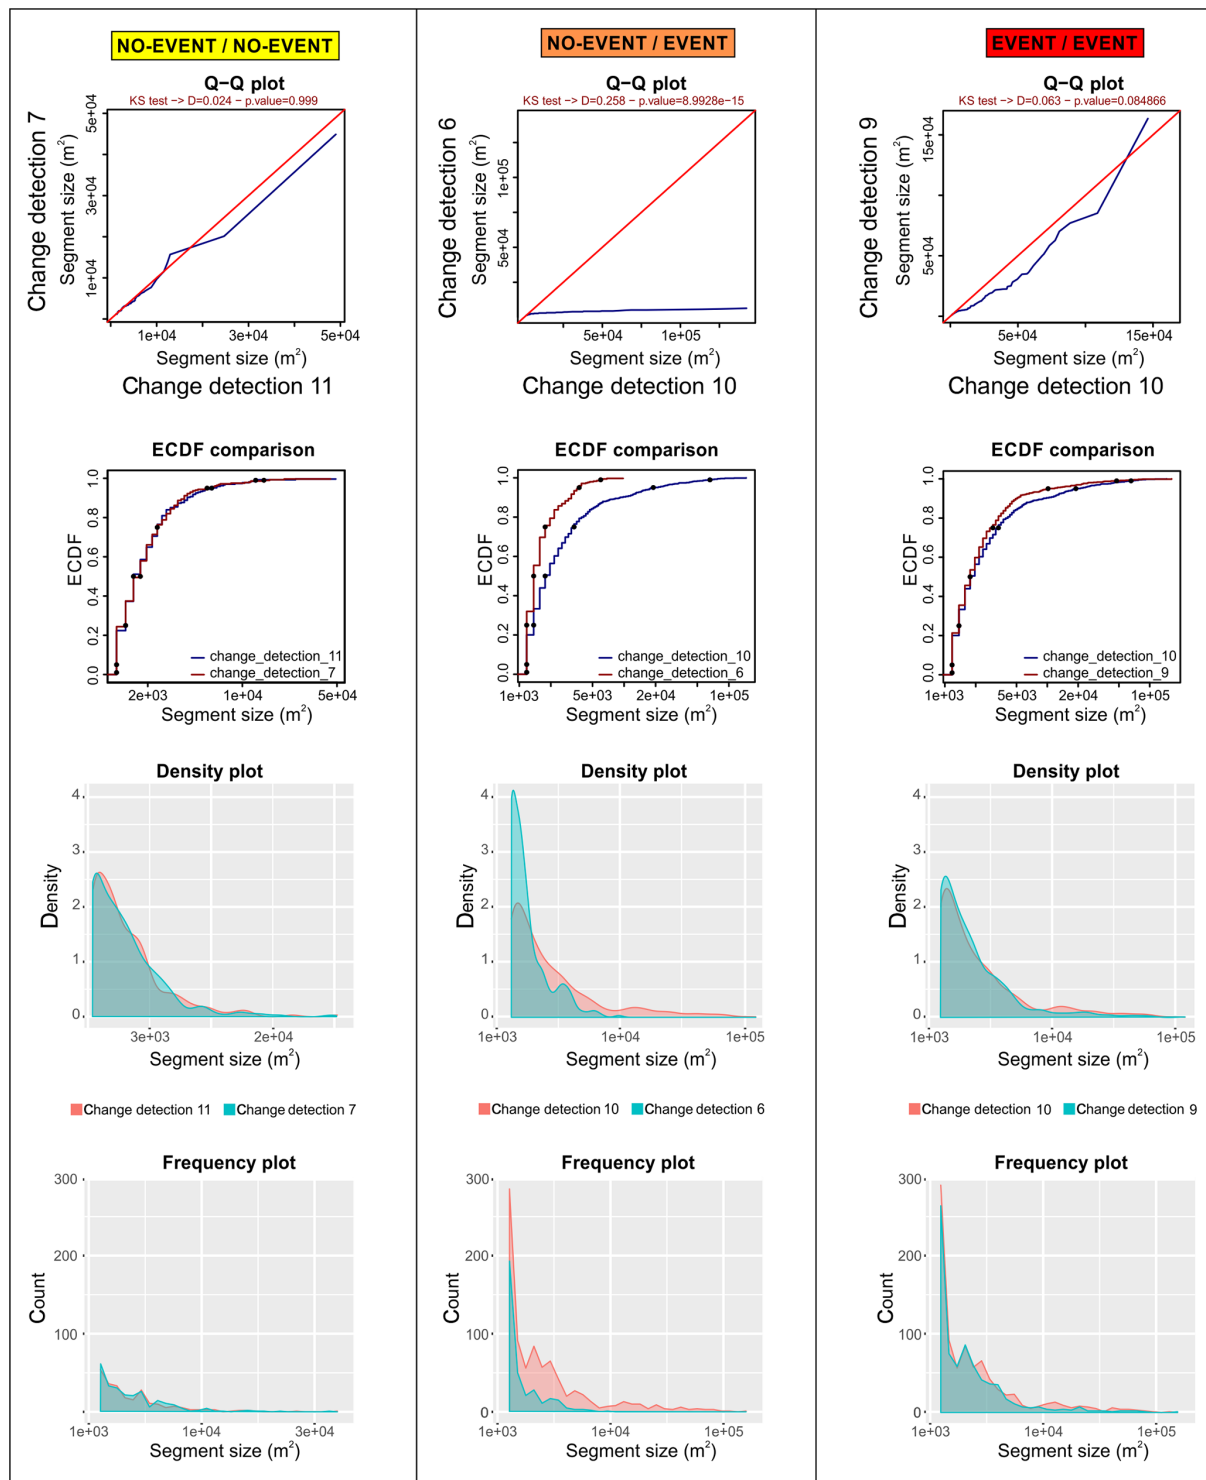 NO-EVENT / NO-EVENT
Q-Q plot
KS test -> D=0.024 - p.value=0.999
Change detection 7
Segment size (m²)
5e+04
3e+04
1e+04
1e+04 3e+04 5e+04
Segment size (m²)
Change detection 11
ECDF comparison
ECDF
1.0
0.8
0.6
0.4
0.2
0.0
change_detection_11
change_detection_7
2e+03 1e+04 5e+04
Segment size (m²)
Density plot
Density
4
3
2
1
0
3e+03 2e+04
Segment size (m²)
Change detection 11 Change detection 7
Frequency plot
Count
300
200
100
0
1e+03 1e+04 3e+04
Segment size (m²)
NO-EVENT / EVENT
Q-Q plot
KS test -> D=0.258 - p.value=8.9928e-15
Change detection 6
Segment size (m²)
1e+05
5e+04
5e+04 1e+05
Segment size (m²)
Change detection 10
ECDF comparison
ECDF
1.0
0.8
0.6
0.4
0.2
0.0
change_detection_10
change_detection_6
1e+03 5e+03 2e+04 1e+05
Segment size (m²)
Density plot
Density
4
3
2
1
0
1e+03 1e+04 1e+05
Segment size (m²)
Change detection 10 Change detection 6
Frequency plot
Count
300
200
100
0
1e+03 1e+04 1e+05
Segment size (m²)
EVENT / EVENT
Q-Q plot
KS test -> D=0.063 - p.value=0.084866
Change detection 9
Segment size (m²)
15e+04
5e+04
5e+04 15e+04
Segment size (m²)
Change detection 10
ECDF comparison
ECDF
1.0
0.8
0.6
0.4
0.2
0.0
change_detection_10
change_detection_9
1e+03 5e+03 2e+04 1e+05
Segment size (m²)
Density plot
Density
4
3
2
1
0
1e+03 1e+04 1e+05
Segment size (m²)
Change detection 10 Change detection 9
Frequency plot
Count
300
200
100
0
1e+03 1e+04 1e+05
Segment size (m²)